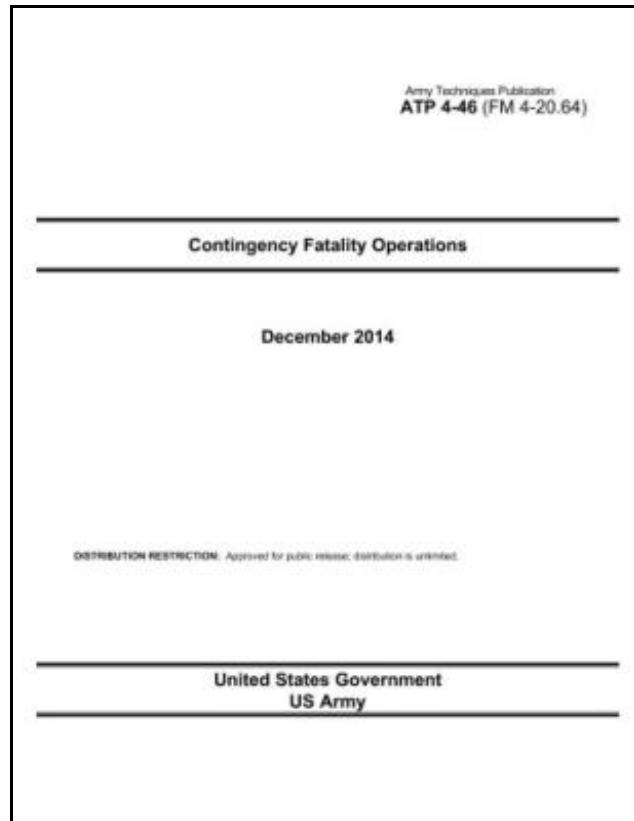 Army Techniques Publication
ATP 4-46 (FM 4-20.64)
Contingency Fatality Operations
December 2014
DISTRIBUTION RESTRICTION: Approved for public release; distribution is unlimited.
United States Government
US Army